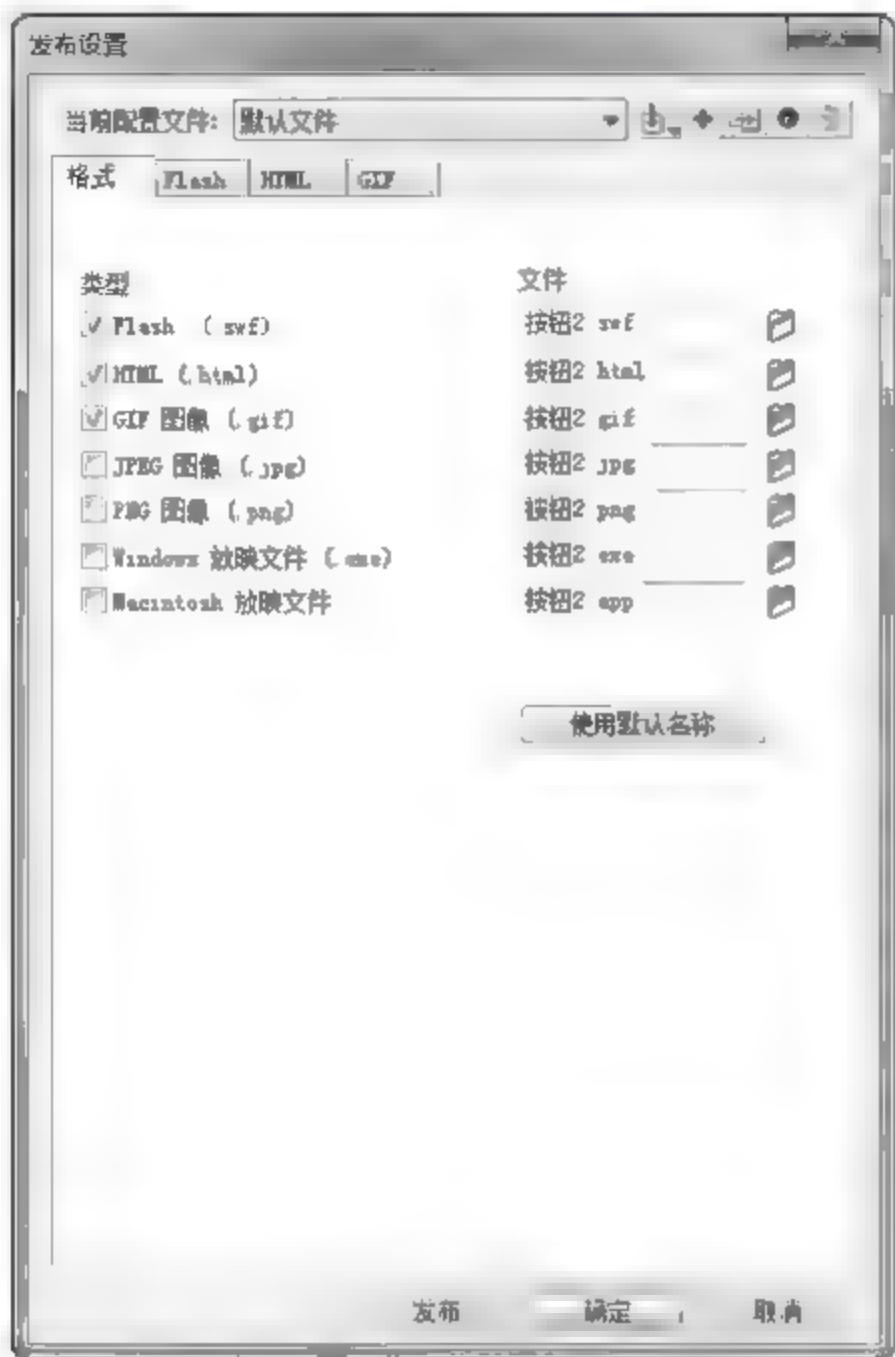 发布设置
当前配置文件: 默认文件
格式 Flash HTML GIF
类型 文件
Flash (.swf) 按钮2.swf
HTML (.html) 按钮2.html
GIF 图像 (.gif) 按钮2.gif
JPEG 图像 (.jpg) 按钮2.jpg
PNG 图像 (.png) 按钮2.png
Windows 放映文件 (.exe) 按钮2.exe
Macintosh 放映文件 按钮2.app
使用默认名称
发布 确定 取消